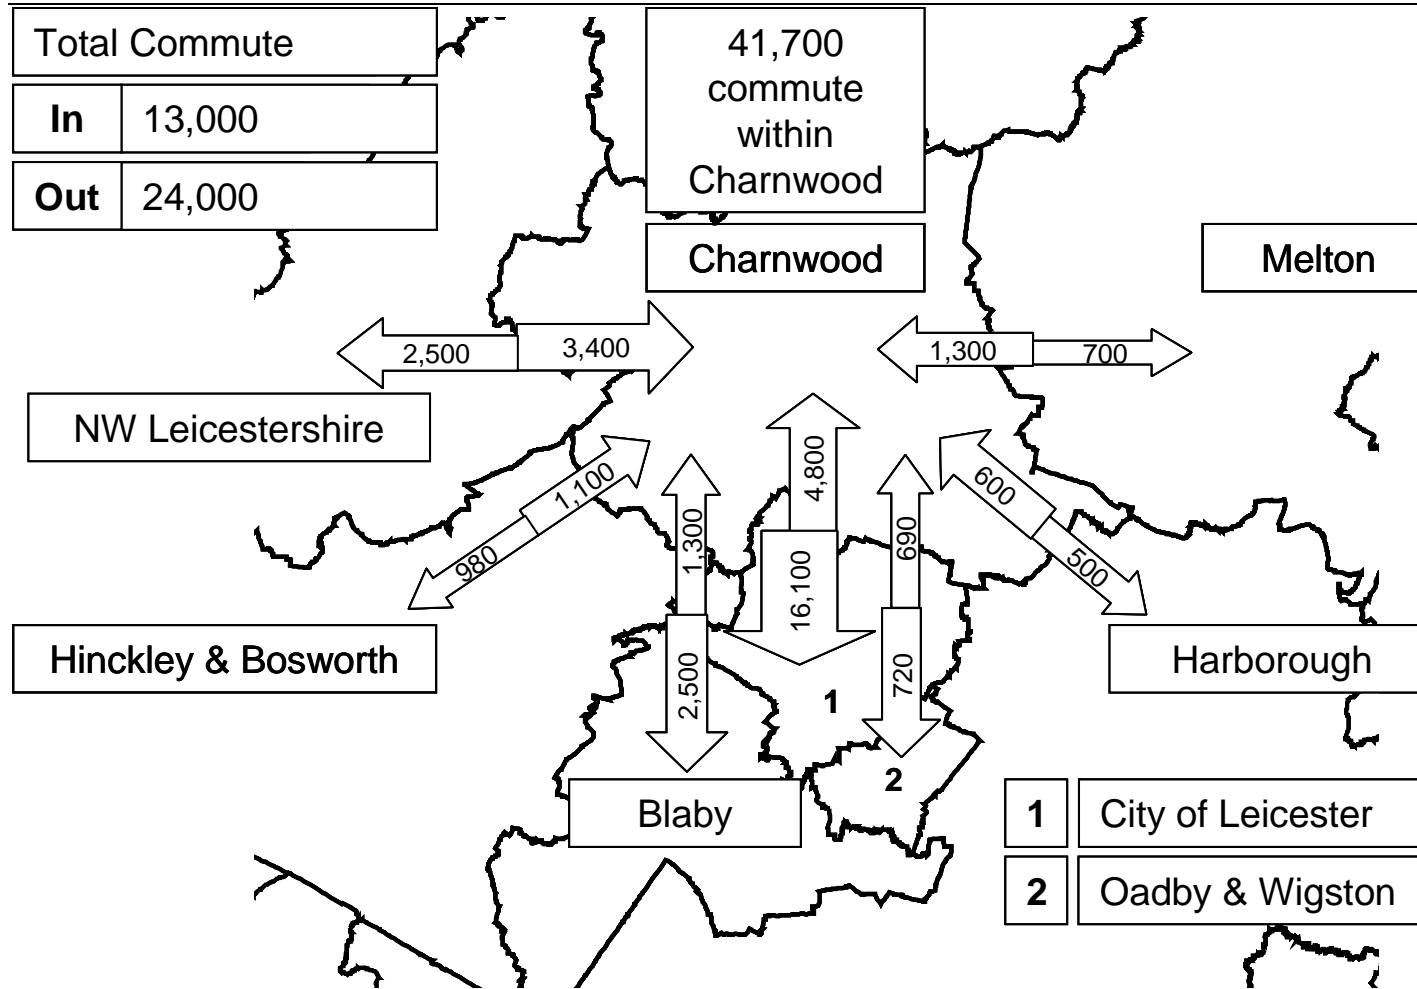 Total Commute
In 13,000
Out 24,000
41,700
commute
within
Charnwood
Charnwood
Melton
2,500 3,400
1,300 700
NW Leicestershire
1,100
980
1,300
2,500
4,800
16,100
690
720
600
500
Hinckley & Bosworth
Harborough
1
2
Blaby
1 City of Leicester
2 Oadby & Wigston